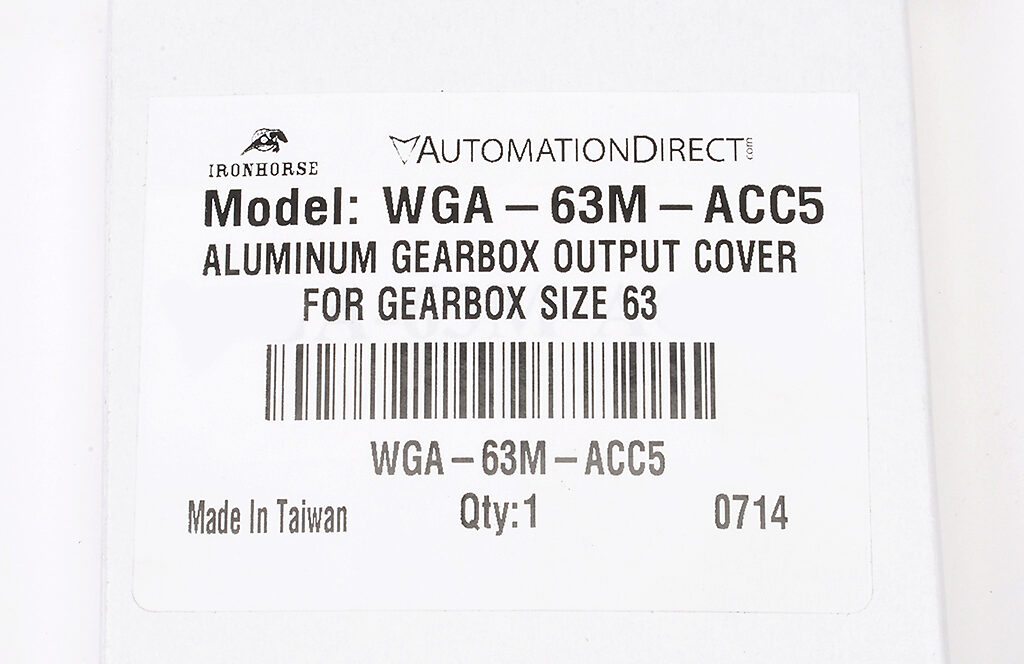 IRONHORSE
AUTOMATIONDIRECT.com
Model: WGA – 63M – ACC5
ALUMINUM GEARBOX OUTPUT COVER
FOR GEARBOX SIZE 63
WGA – 63M – ACC5
Made In Taiwan Qty:1 0714